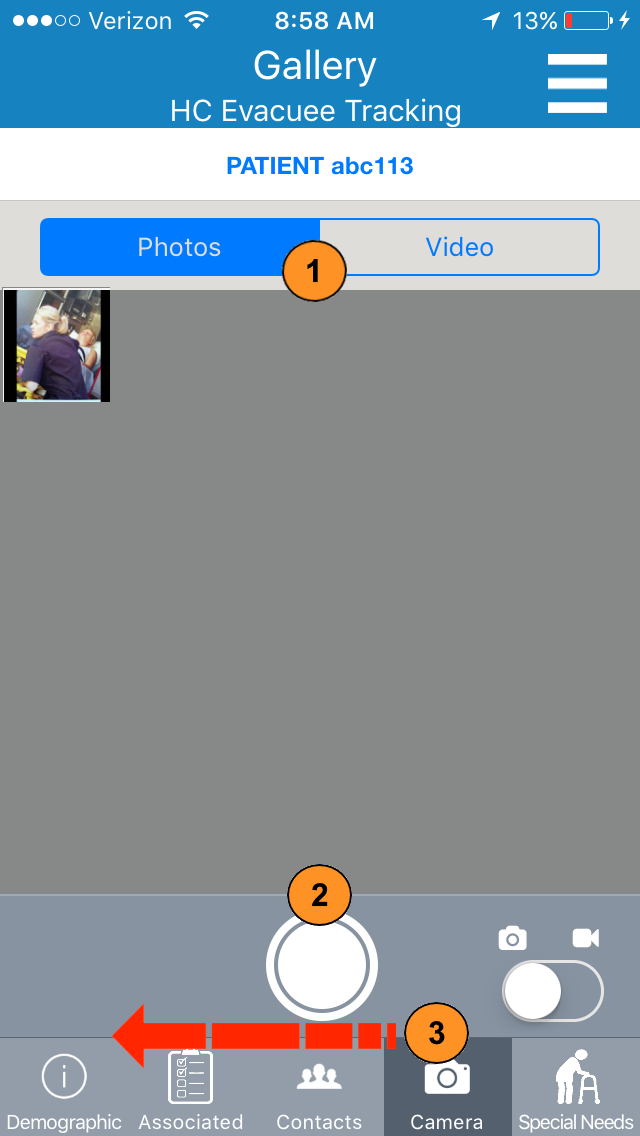 Verizon 8:58 AM 13%
Gallery
HC Evacuee Tracking
PATIENT abc113
Photos Video
1
2
3
Demographic Associated Contacts Camera Special Needs